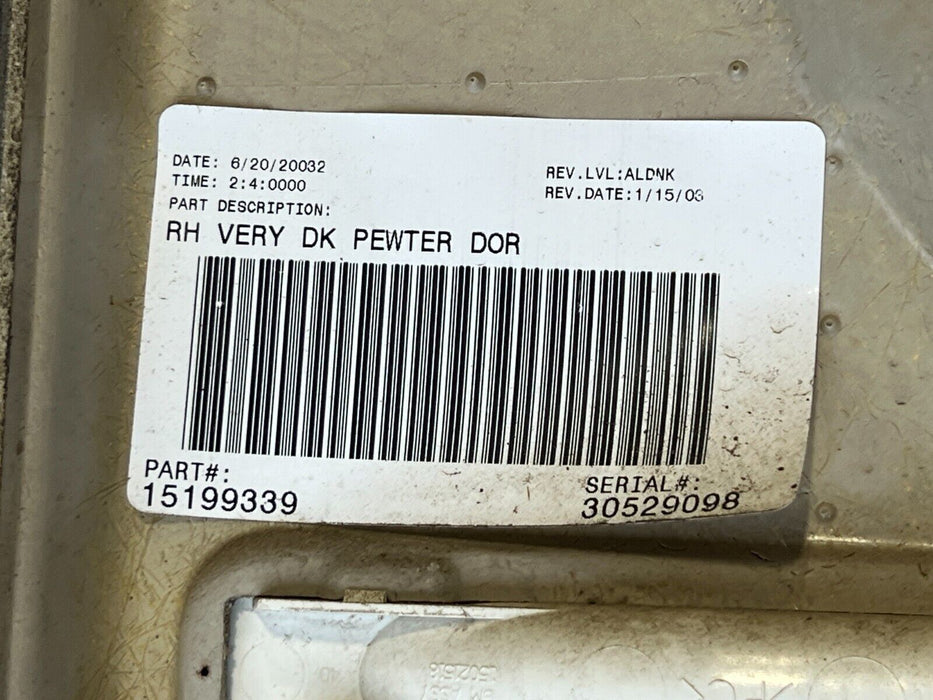 DATE: 6/20/20032
TIME: 2:4:0000
REV.LVL:ALDNK
REV.DATE:1/15/03
PART DESCRIPTION:
RH VERY DK PEWTER DOR
PART#:
15199339
SERIAL#:
30529098